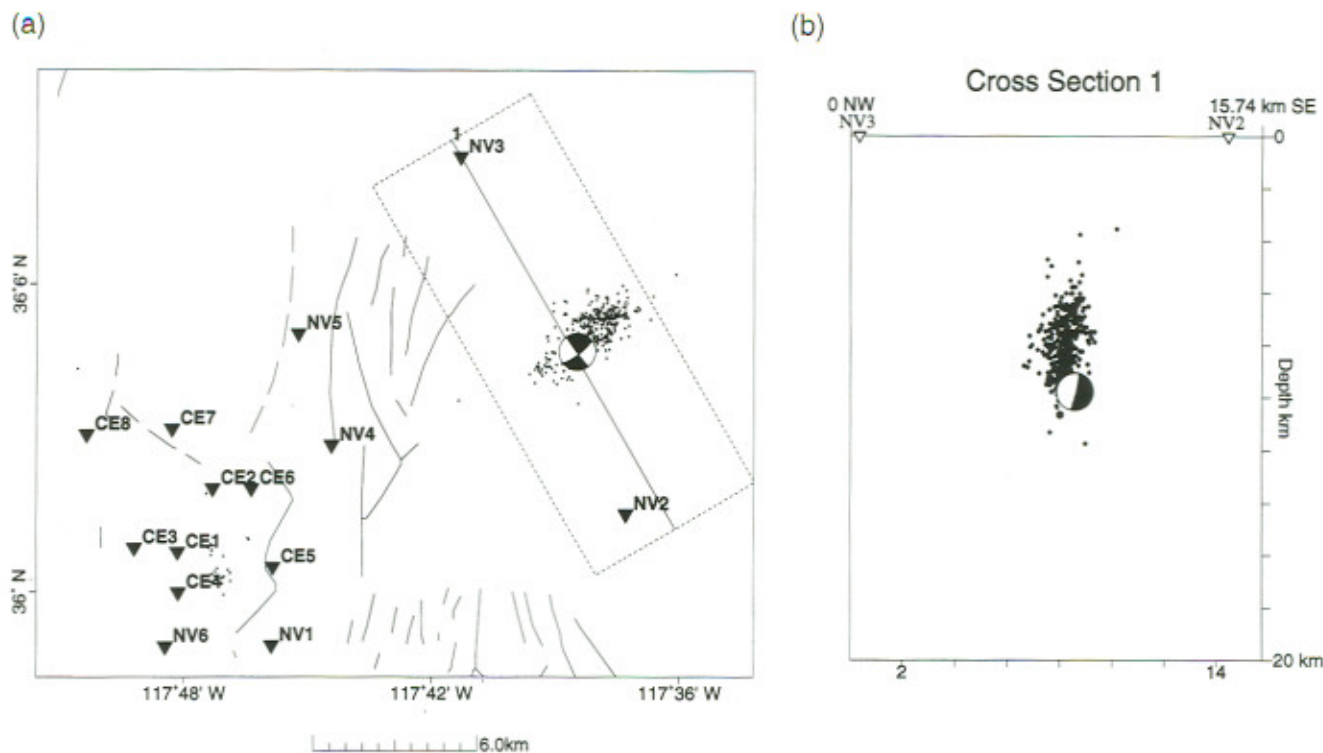 (a)
(b)
Cross Section 1
0 NW
15.74 km SE
NV3
NV2
0
1
NV3
36°6' N
NV5
CE8
CE7
NV4
CE2
CE6
NV2
CE3
CE1
CE5
CE4
36° N
NV6
NV1
Depth km
20 km
2
14
117°48' W
117°42' W
117°36' W
6.0km